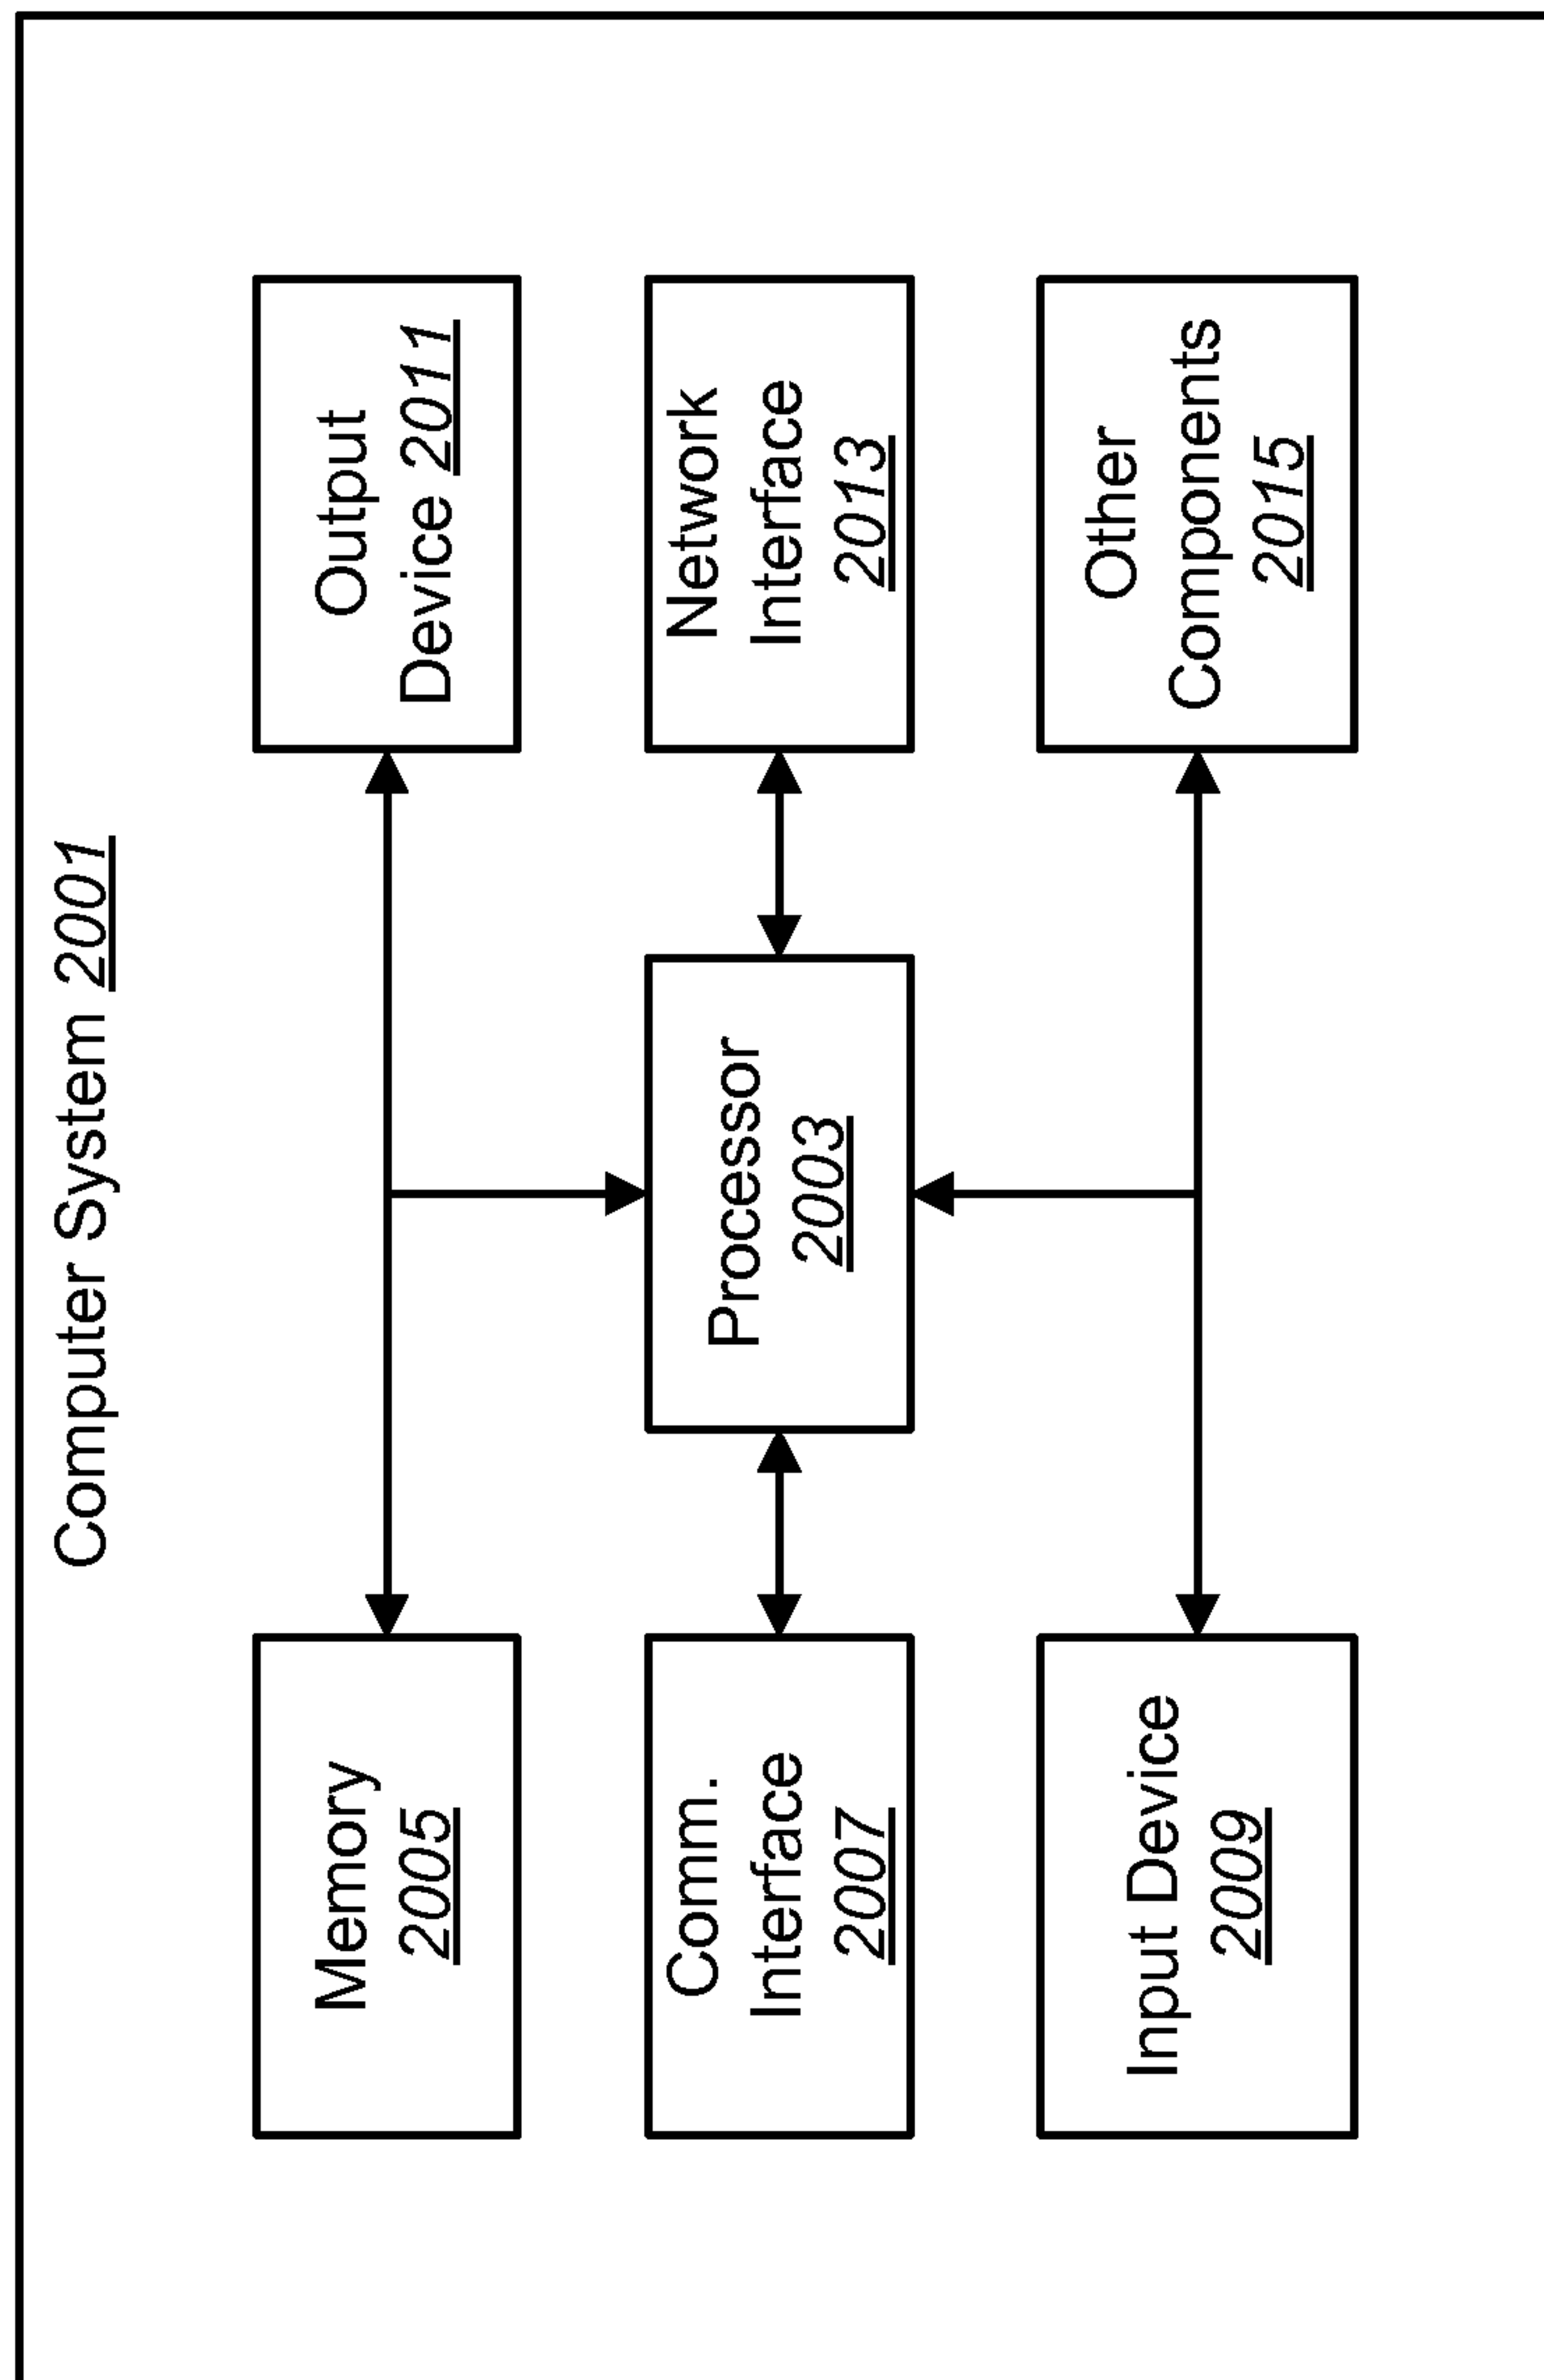 Computer System 2001
Memory
2005
Output
Device 2011
Comm.
Interface
2007
Processor
2003
Network
Interface
2013
Input Device
2009
Other
Components
2015